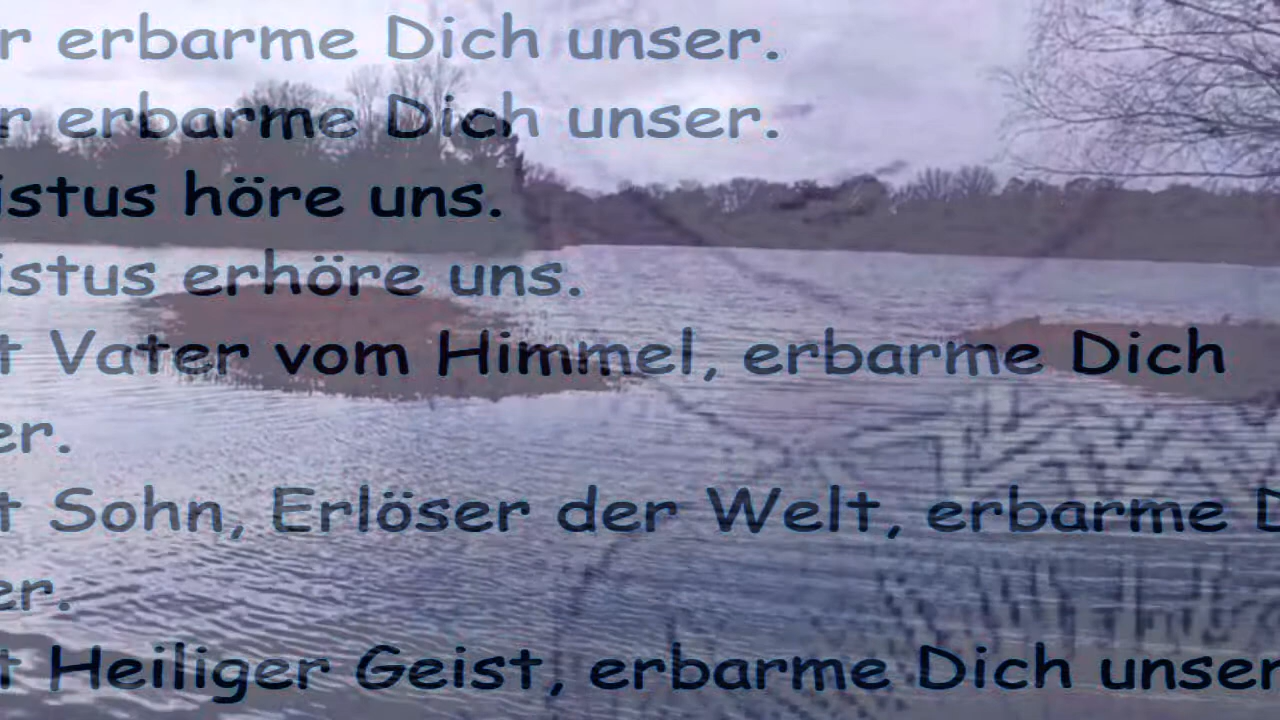 r erbarme Dich unser.
r erbarme Dich unser.
istus höre uns.
istus erhöre uns.
t Vater vom Himmel, erbarme Dich
er.
t Sohn, Erlöser der Welt, erbarme D
er.
t Heiliger Geist, erbarme Dich unser